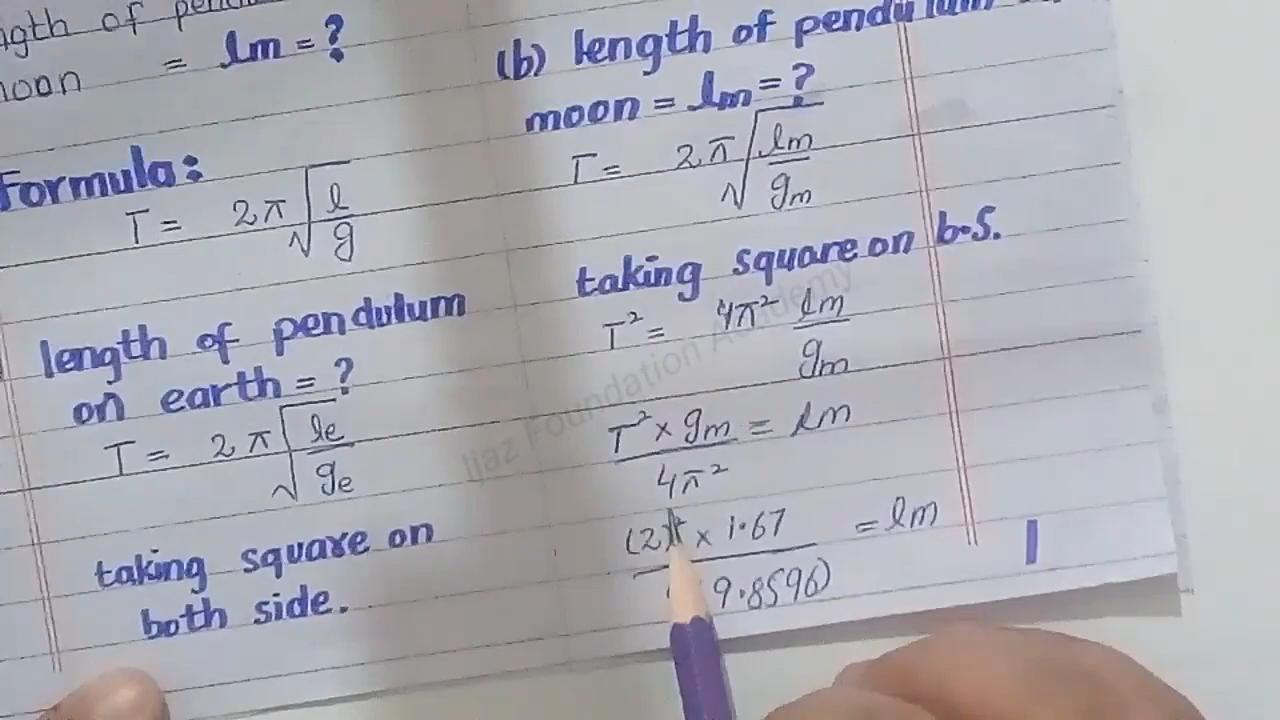 ngth of pend
moon = lm = ?
Formula:
T = 2π√l/g
length of pendulum
on earth = ?
T = 2π√le/ge
taking square on
both side.
(b) length of pendulum
moon = lm = ?
T = 2π√lm/gm
taking square on b.s.
T² = 4π² lm/gm
T² × gm / 4π² = lm
(2)² × 1.67 / 9.8596) = lm
Ijaz Foundation Academy